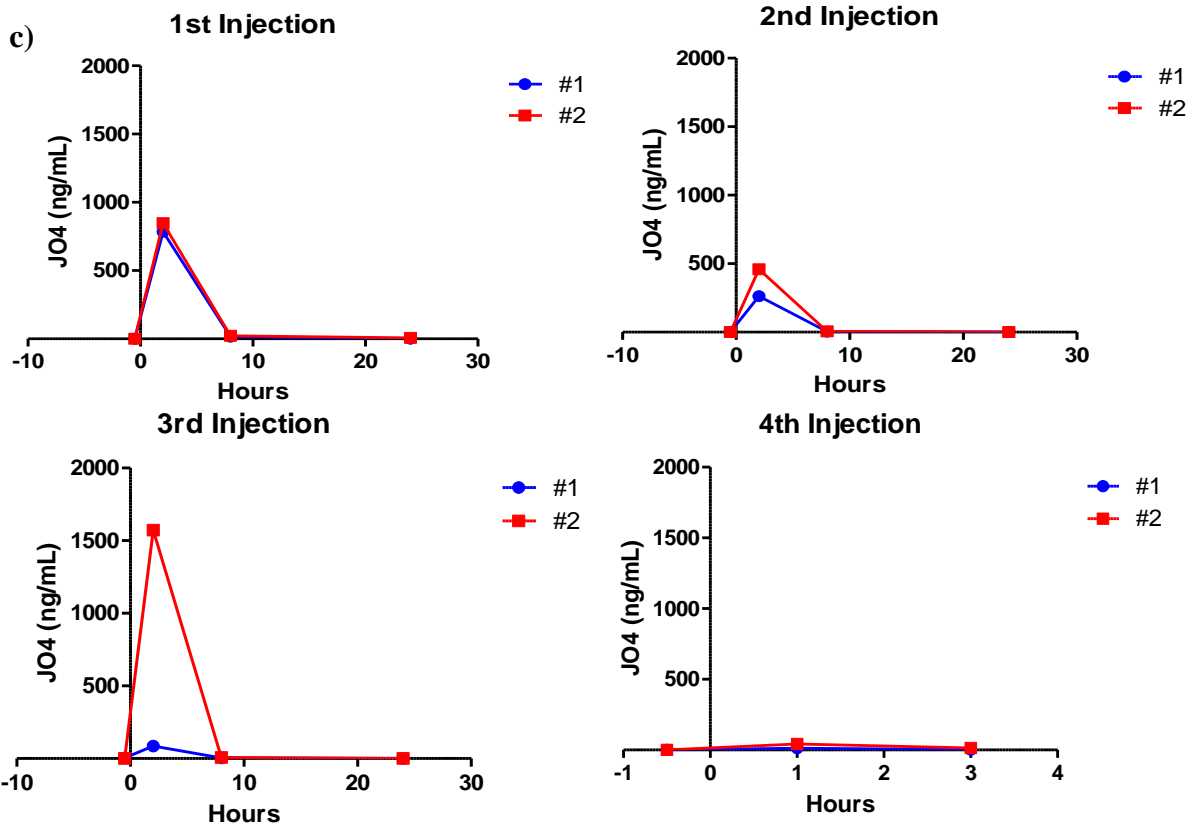 c)
1st Injection
2000
1500
1000
500
JO4 (ng/mL)
-10 0 10 20 30
Hours
#1
#2
2nd Injection
2000
1500
1000
500
JO4 (ng/mL)
-10 0 10 20 30
Hours
#1
#2
3rd Injection
2000
1500
1000
500
JO4 (ng/mL)
-10 0 10 20 30
Hours
#1
#2
4th Injection
2000
1500
1000
500
JO4 (ng/mL)
-1 0 1 2 3 4
Hours
#1
#2